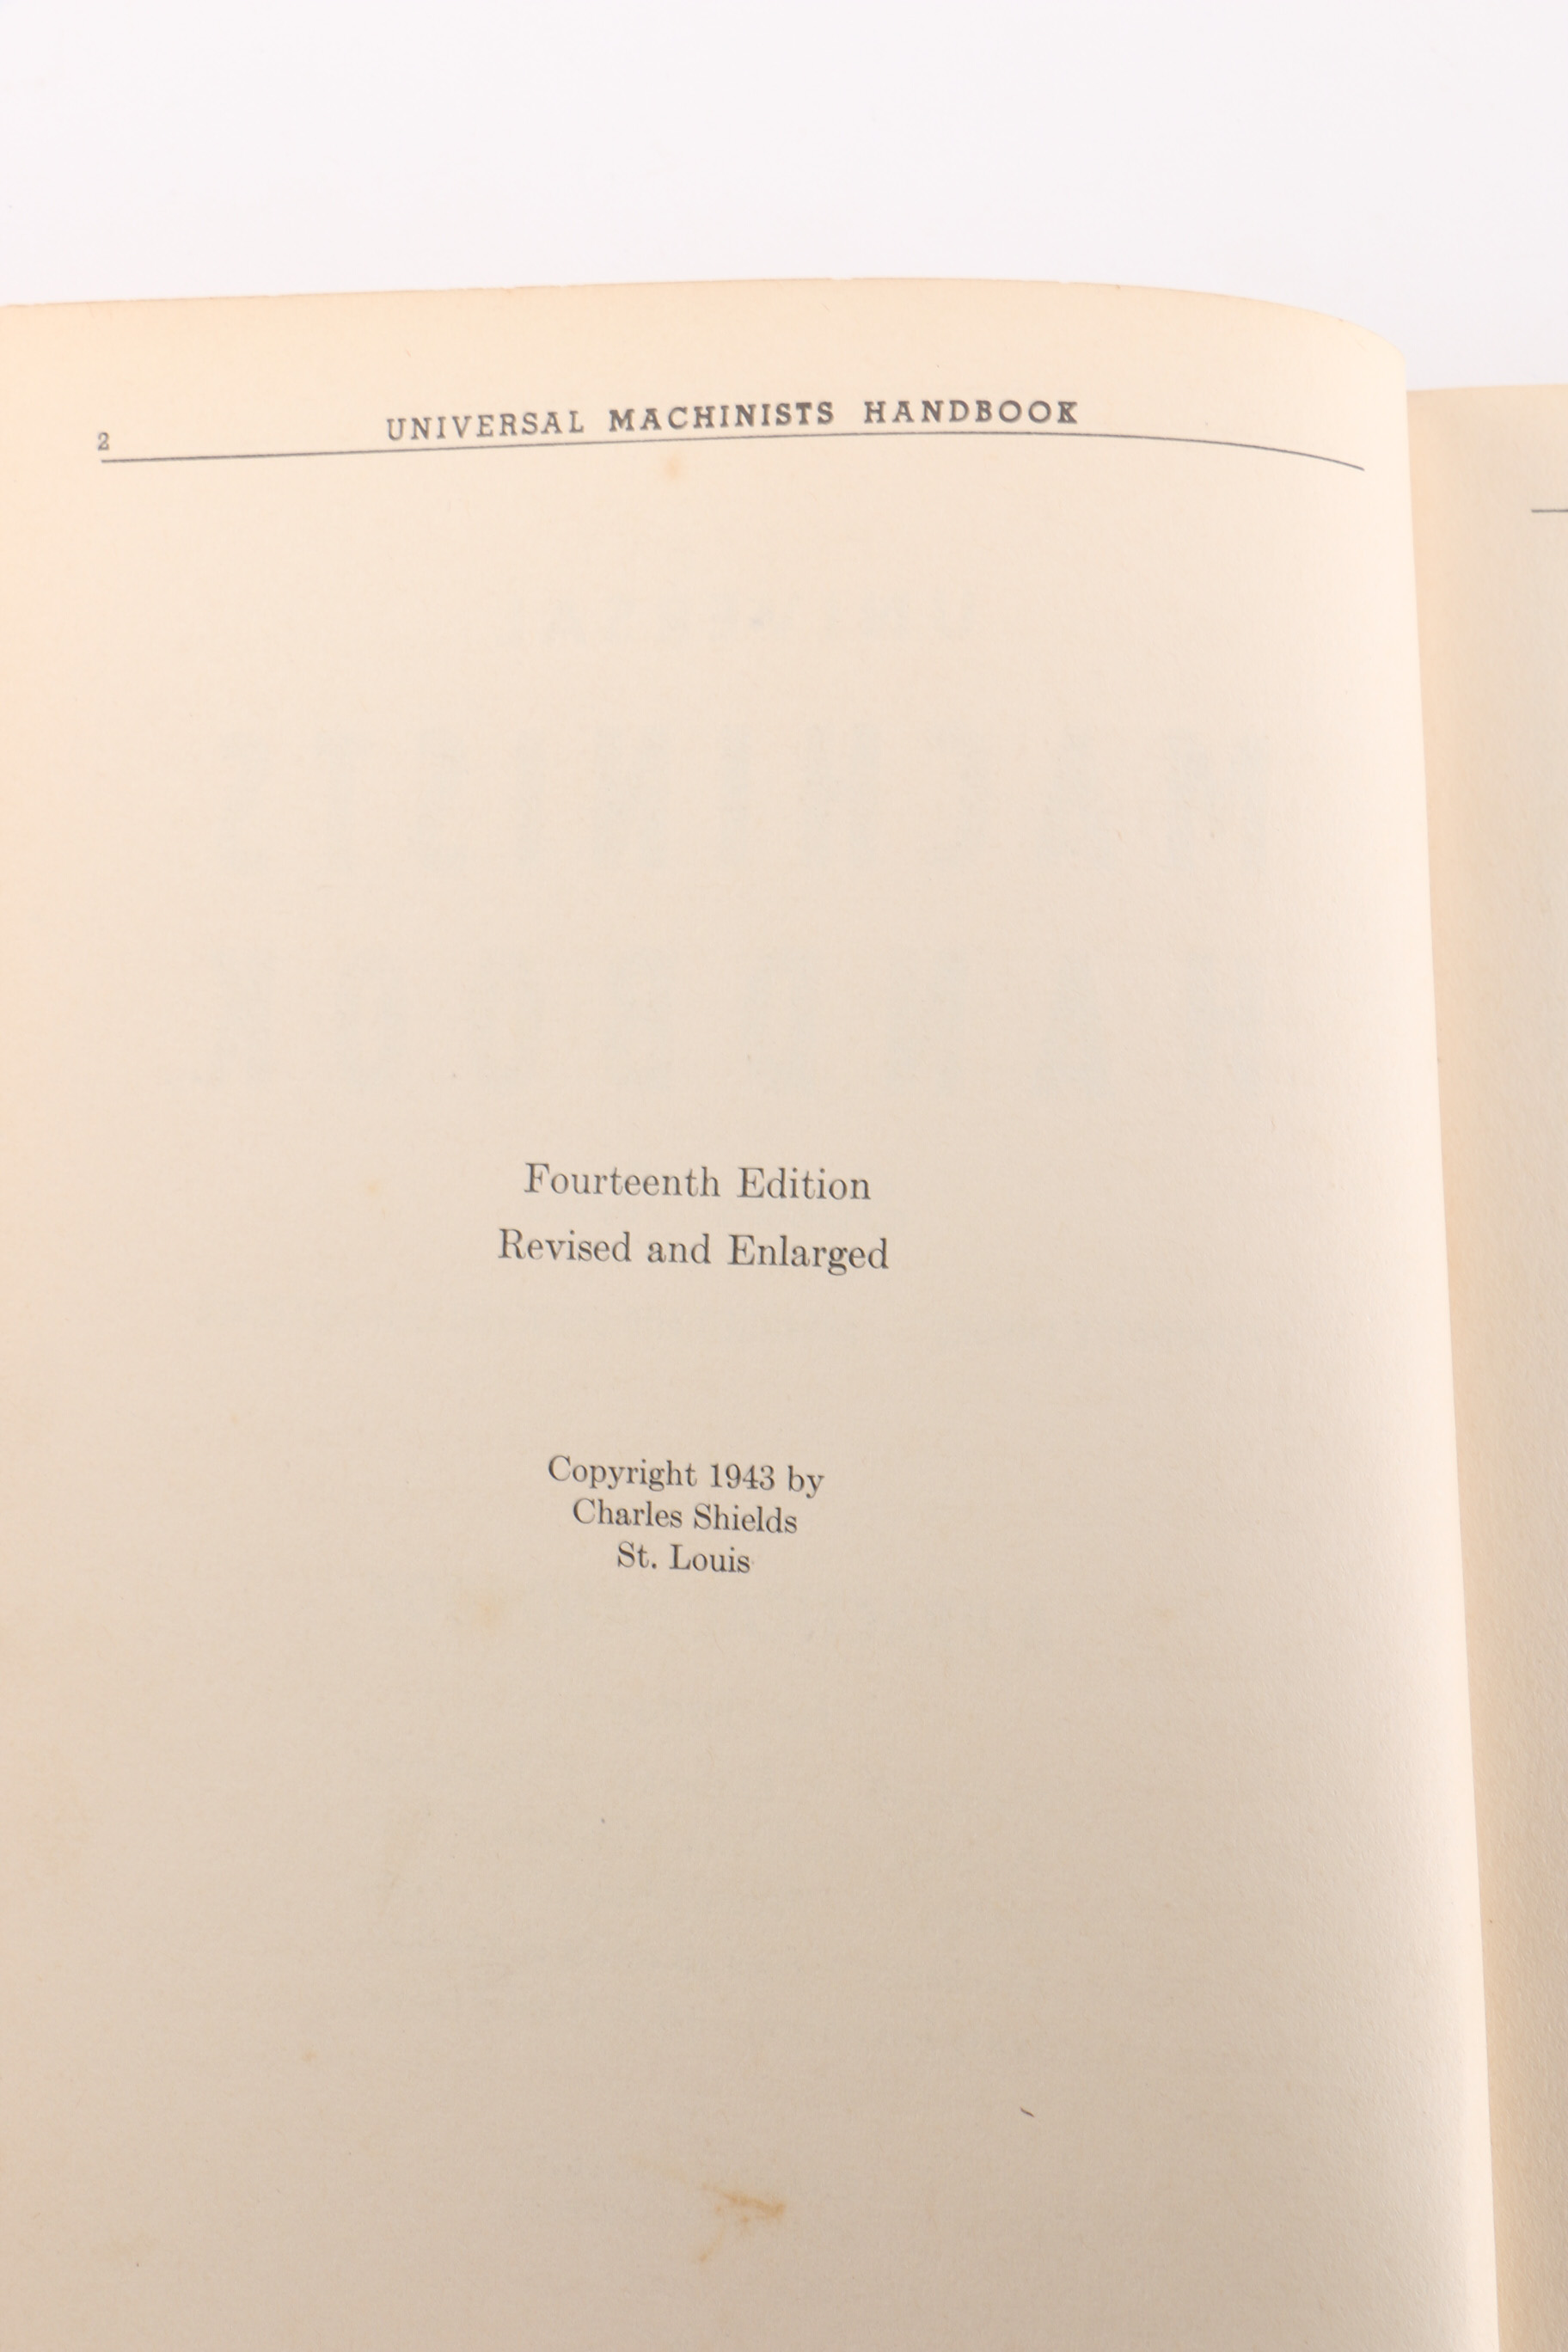 2 UNIVERSAL MACHINISTS HANDBOOK
Fourteenth Edition
Revised and Enlarged
Copyright 1943 by
Charles Shields
St. Louis